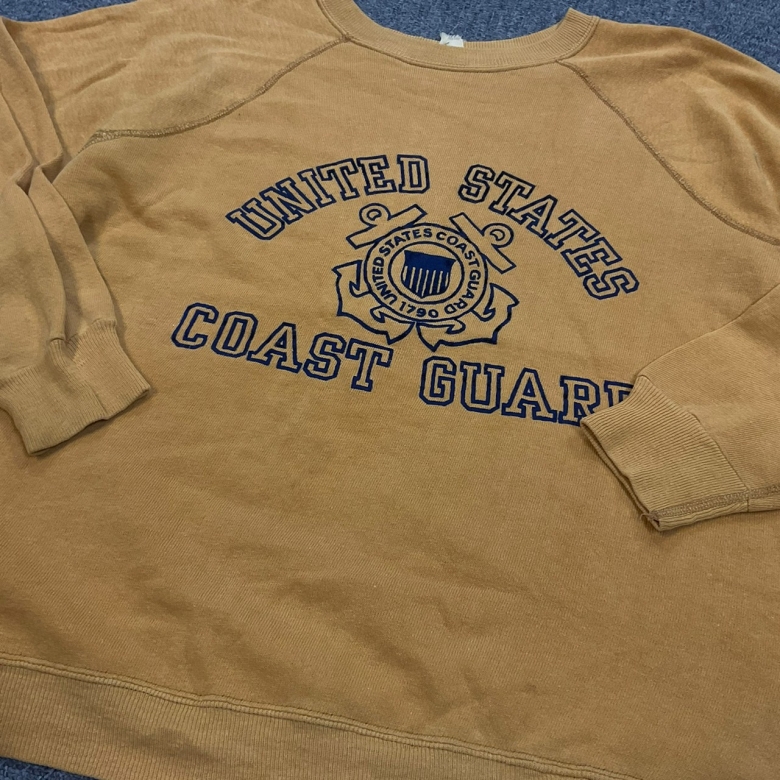 UNITED STATES
UNITED STATES COAST GUARD
1790
COAST GUARD